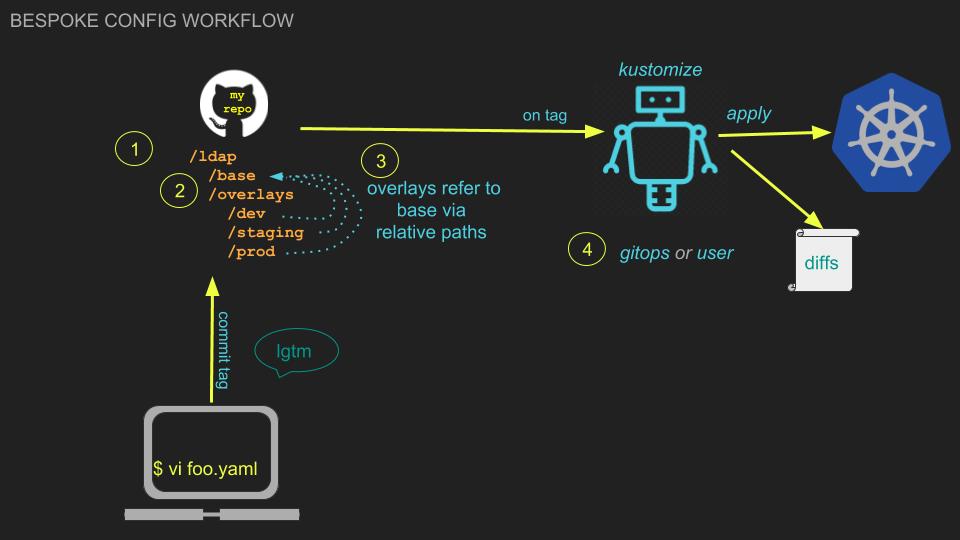 BESPOKE CONFIG WORKFLOW
my
repo
1
/ldap
/base
2
/overlays
/dev
/staging
/prod
3
overlays refer to
base via
relative paths
on tag
kustomize
apply
4
gitops or user
diffs
commit tag
lgtm
$ vi foo.yaml